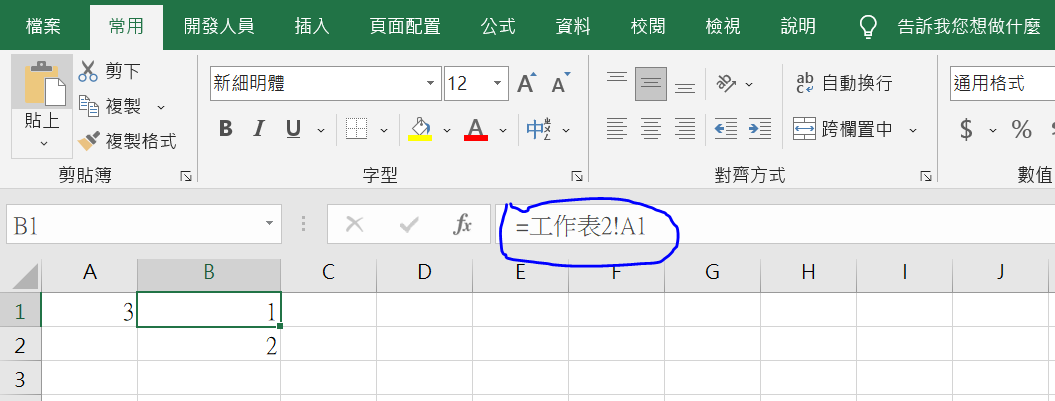 檔案 常用 開發人員 插入 頁面配置 公式 資料 校閱 檢視 說明 告訴我您想做什麼
剪下 新細明體 12 A A ab c 自動換行 通用格式
貼上 複製
複製格式 B I U A 中 ㄨㄥ 跨欄置中 $ %
剪貼簿 字型 對齊方式 數值
B1 fx =工作表2!A1
A B C D E F G H I J
1 3 1
2 2
3